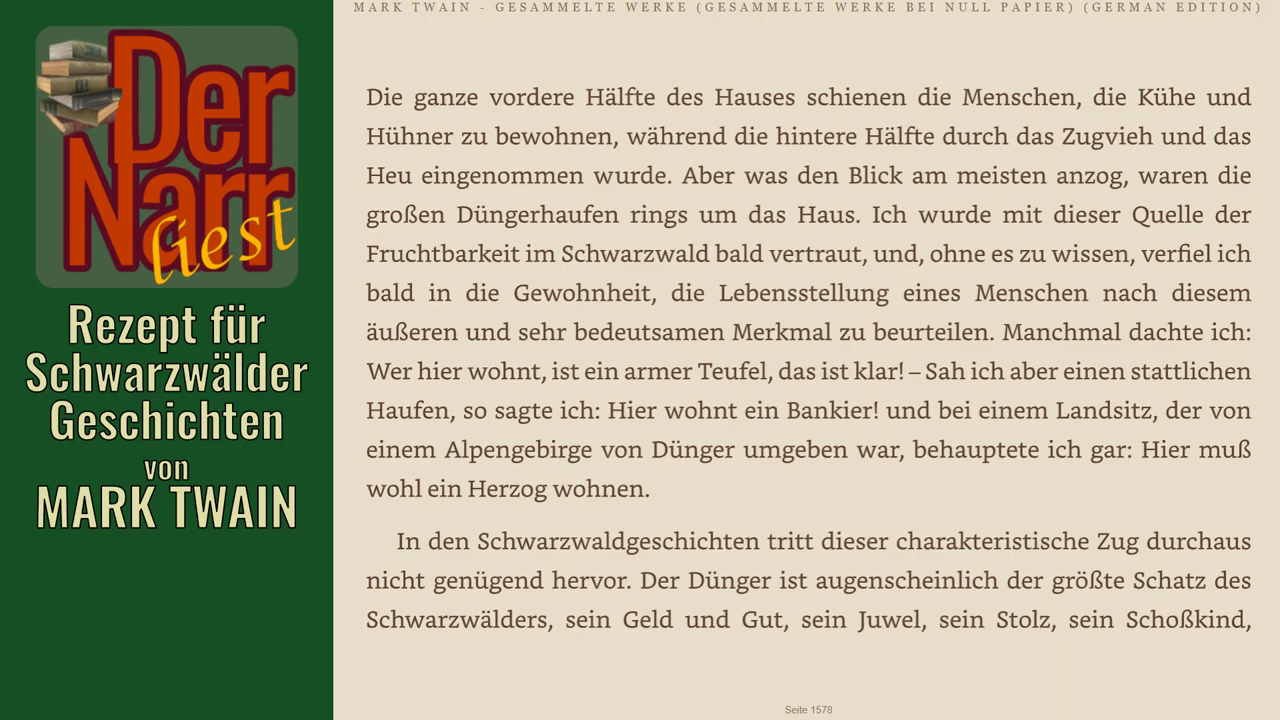 Der
Narr
liest
Rezept für
Schwarzwälder
Geschichten
von
MARK TWAIN
MARK TWAIN - GESAMMELTE WERKE (GESAMMELTE WERKE BEI NULL PAPIER) (GERMAN EDITION)
Die ganze vordere Hälfte des Hauses schienen die Menschen, die Kühe und
Hühner zu bewohnen, während die hintere Hälfte durch das Zugvieh und das
Heu eingenommen wurde. Aber was den Blick am meisten anzog, waren die
großen Düngerhaufen rings um das Haus. Ich wurde mit dieser Quelle der
Fruchtbarkeit im Schwarzwald bald vertraut, und, ohne es zu wissen, verfiel ich
bald in die Gewohnheit, die Lebensstellung eines Menschen nach diesem
äußeren und sehr bedeutsamen Merkmal zu beurteilen. Manchmal dachte ich:
Wer hier wohnt, ist ein armer Teufel, das ist klar! – Sah ich aber einen stattlichen
Haufen, so sagte ich: Hier wohnt ein Bankier! und bei einem Landsitz, der von
einem Alpengebirge von Dünger umgeben war, behauptete ich gar: Hier muß
wohl ein Herzog wohnen.
In den Schwarzwaldgeschichten tritt dieser charakteristische Zug durchaus
nicht genügend hervor. Der Dünger ist augenscheinlich der größte Schatz des
Schwarzwälders, sein Geld und Gut, sein Juwel, sein Stolz, sein Schoßkind,
Seite 1578